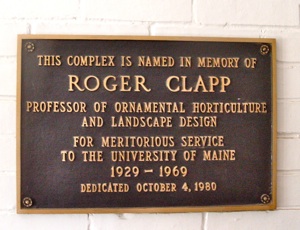 THIS COMPLEX IS NAMED IN MEMORY OF
ROGER CLAPP
PROFESSOR OF ORNAMENTAL HORTICULTURE
AND LANDSCAPE DESIGN
FOR MERITORIOUS SERVICE
TO THE UNIVERSITY OF MAINE
1929 - 1969
DEDICATED OCTOBER 4, 1980